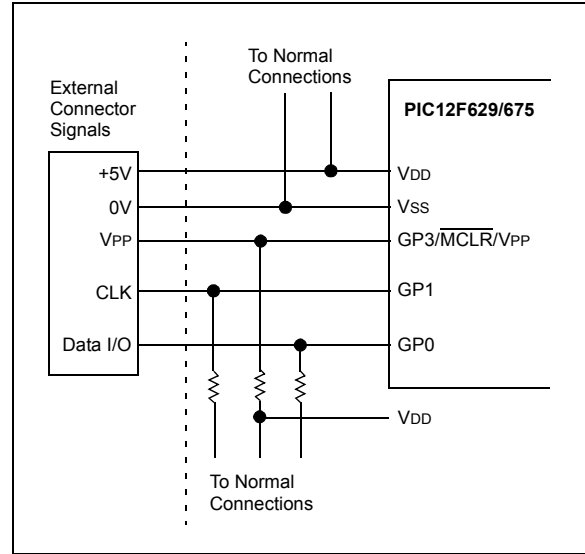 To Normal
Connections
External
Connector
Signals
PIC12F629/675
+5V
VDD
0V
VSS
VPP
GP3/MCLR/VPP
CLK
GP1
Data I/O
GP0
VDD
To Normal
Connections